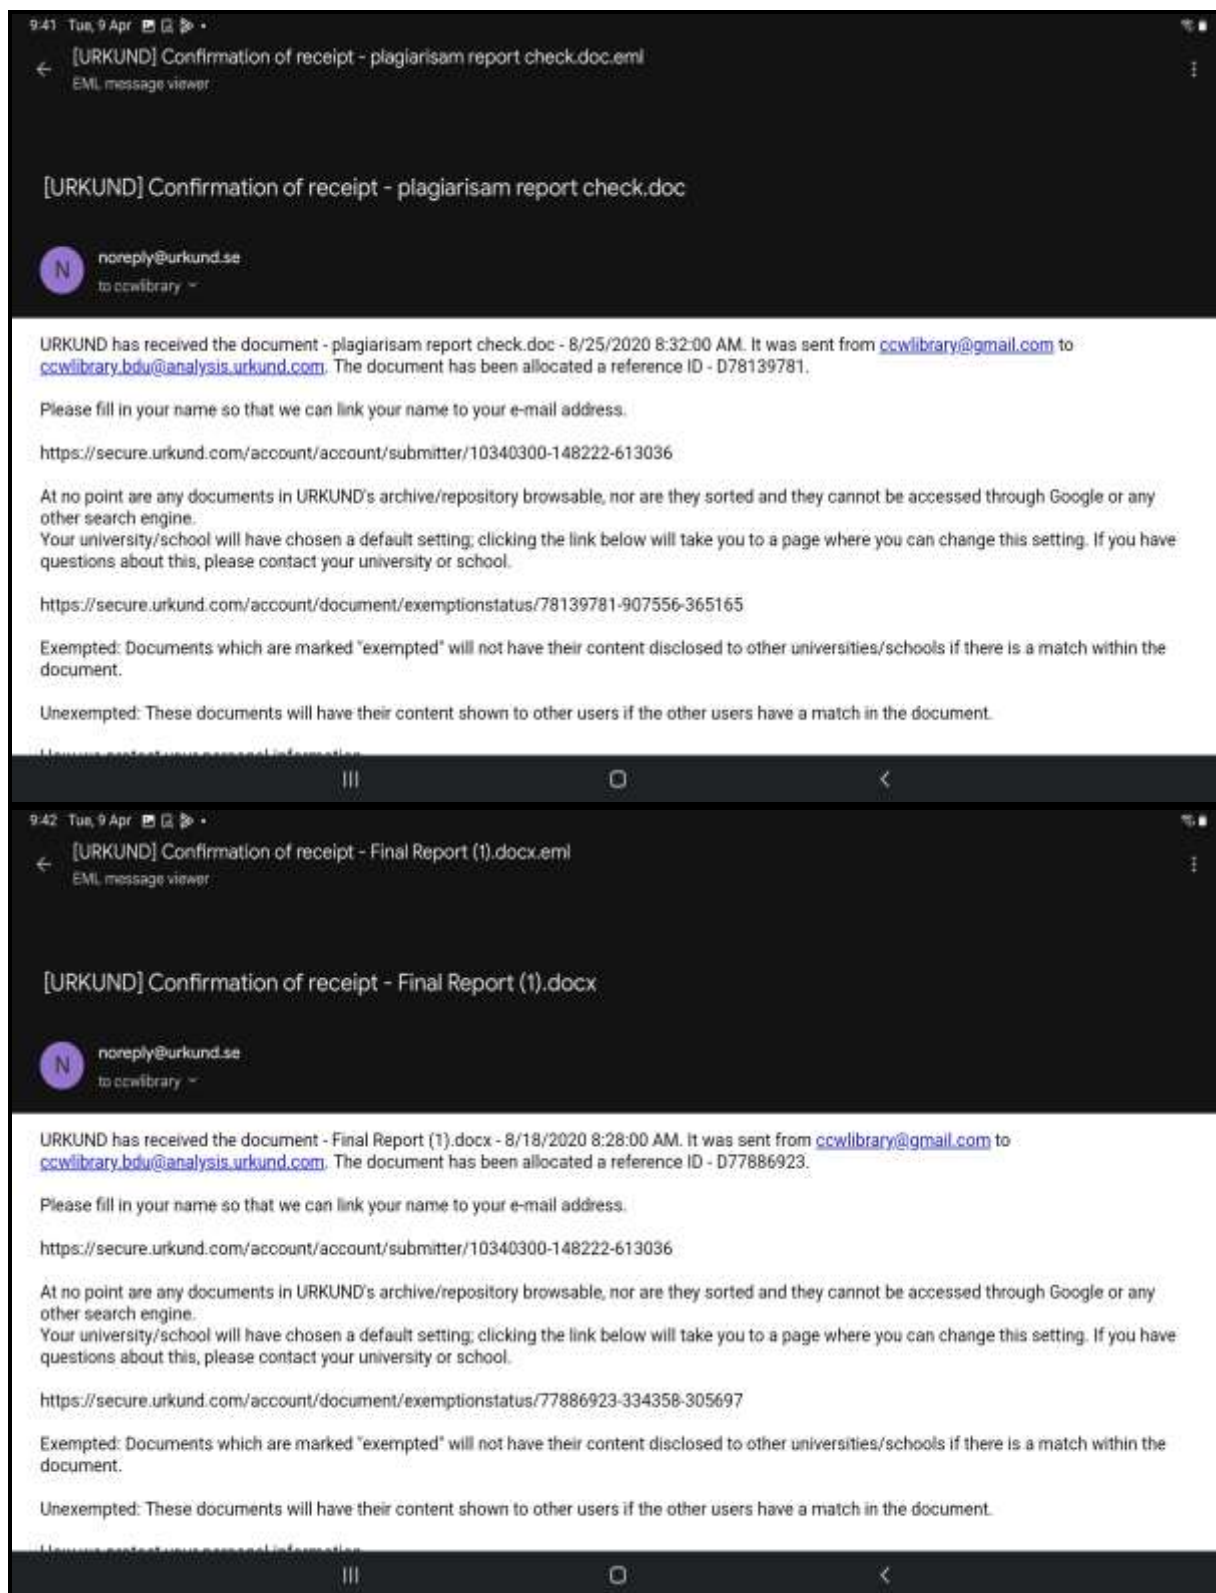 9:41 Tue, 9 Apr
[URKUND] Confirmation of receipt - plagiarisam report check.doc.eml
EML message viewer
[URKUND] Confirmation of receipt - plagiarisam report check.doc
N
noreply@urkund.se
to ccwlibrary
URKUND has received the document - plagiarisam report check.doc - 8/25/2020 8:32:00 AM. It was sent from ccwlibrary@gmail.com to
ccwlibrary.bdu@analysis.urkund.com. The document has been allocated a reference ID - D78139781.
Please fill in your name so that we can link your name to your e-mail address.
https://secure.urkund.com/account/account/submitter/10340300-148222-613036
At no point are any documents in URKUND's archive/repository browsable, nor are they sorted and they cannot be accessed through Google or any
other search engine.
Your university/school will have chosen a default setting; clicking the link below will take you to a page where you can change this setting. If you have
questions about this, please contact your university or school.
https://secure.urkund.com/account/document/exemptionstatus/78139781-907556-365165
Exempted: Documents which are marked "exempted" will not have their content disclosed to other universities/schools if there is a match within the
document.
Unexempted: These documents will have their content shown to other users if the other users have a match in the document.
How we protect your personal information
9:42 Tue, 9 Apr
[URKUND] Confirmation of receipt - Final Report (1).docx.eml
EML message viewer
[URKUND] Confirmation of receipt - Final Report (1).docx
N
noreply@urkund.se
to ccwlibrary
URKUND has received the document - Final Report (1).docx - 8/18/2020 8:28:00 AM. It was sent from ccwlibrary@gmail.com to
ccwlibrary.bdu@analysis.urkund.com. The document has been allocated a reference ID - D77886923.
Please fill in your name so that we can link your name to your e-mail address.
https://secure.urkund.com/account/account/submitter/10340300-148222-613036
At no point are any documents in URKUND's archive/repository browsable, nor are they sorted and they cannot be accessed through Google or any
other search engine.
Your university/school will have chosen a default setting; clicking the link below will take you to a page where you can change this setting. If you have
questions about this, please contact your university or school.
https://secure.urkund.com/account/document/exemptionstatus/77886923-334358-305697
Exempted: Documents which are marked "exempted" will not have their content disclosed to other universities/schools if there is a match within the
document.
Unexempted: These documents will have their content shown to other users if the other users have a match in the document.
How we protect your personal information